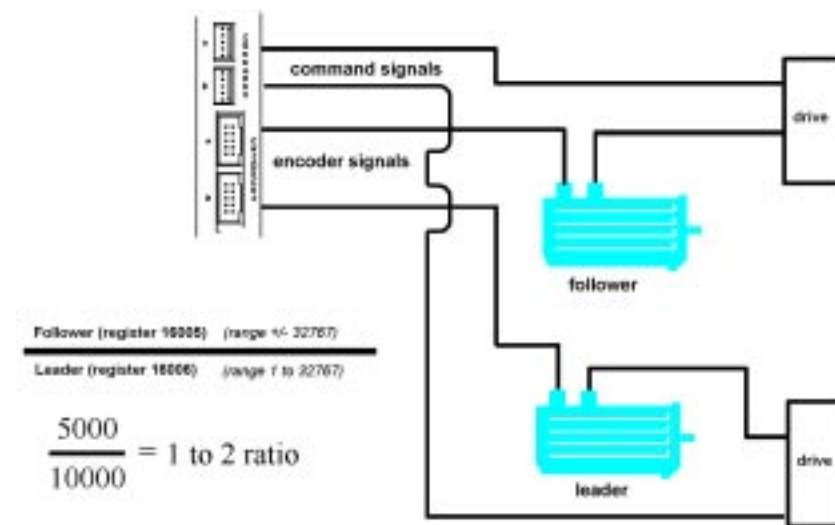 command signals
drive
encoder signals
follower
Follower (register 16005) (range +/- 32767)
Leader (register 16006) (range 1 to 32767)
5000
10000
= 1 to 2 ratio
leader
drive